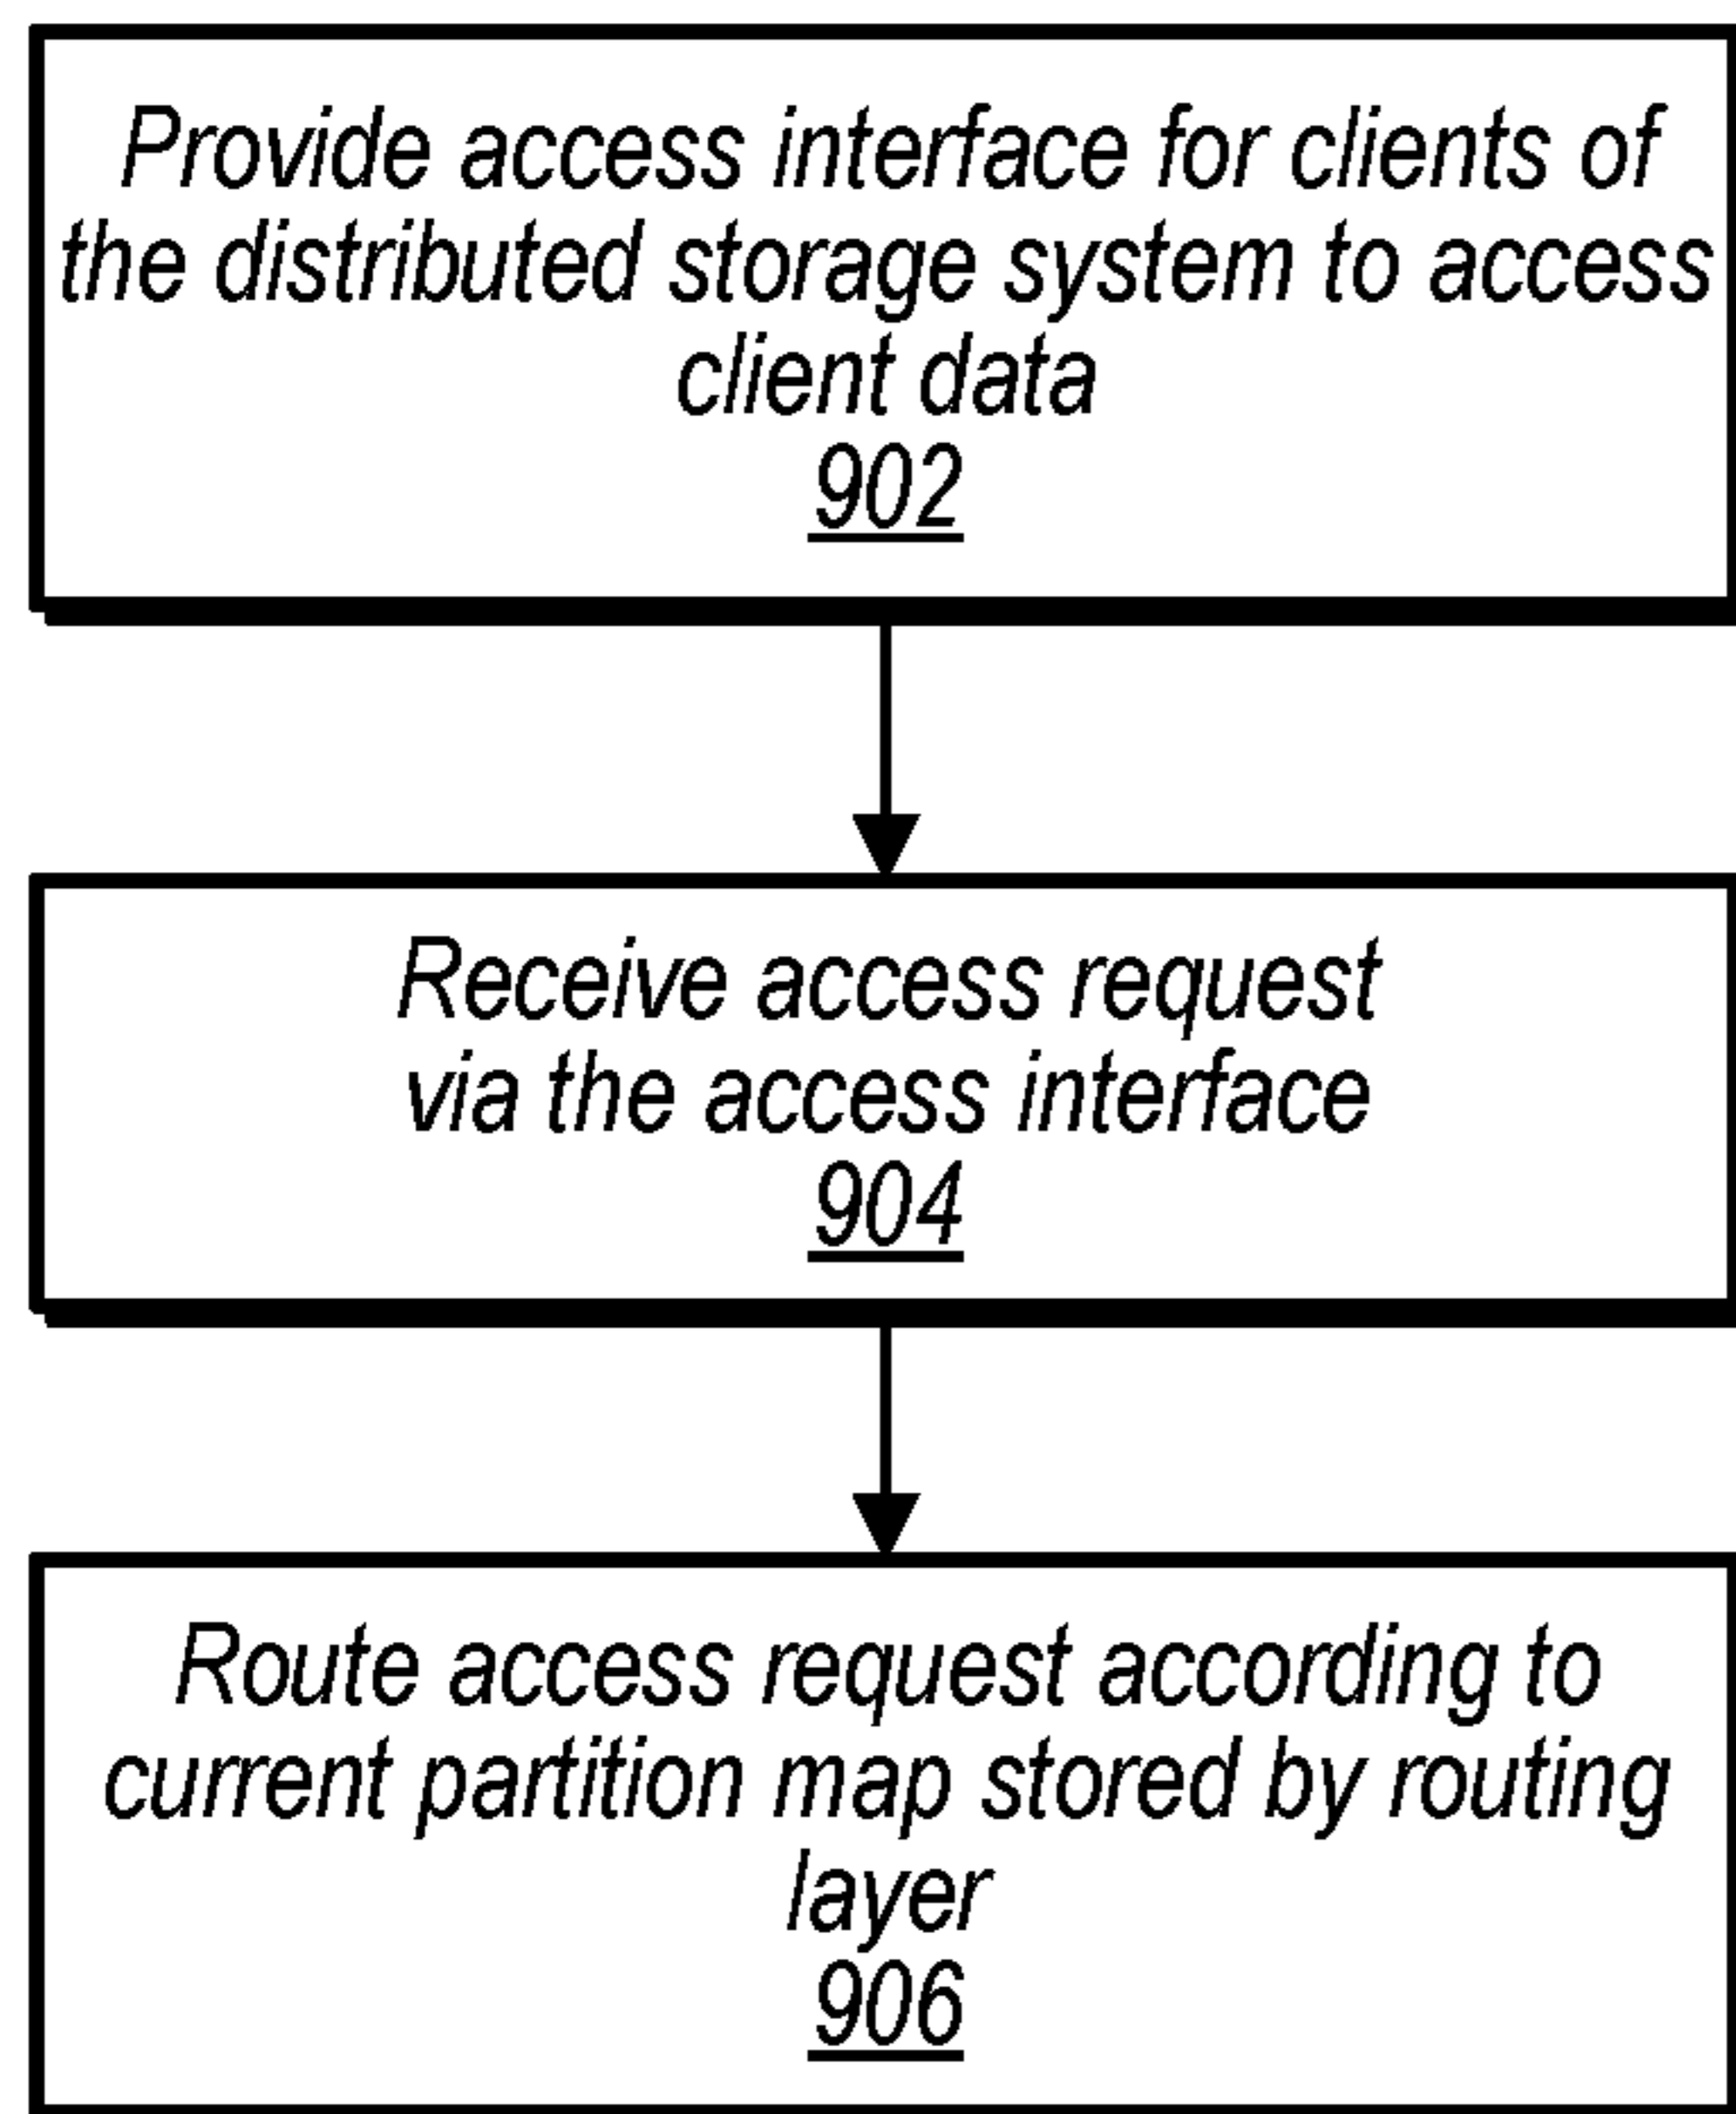 Provide access interface for clients of
the distributed storage system to access
client data
902
Receive access request
via the access interface
904
Route access request according to
current partition map stored by routing
layer
906